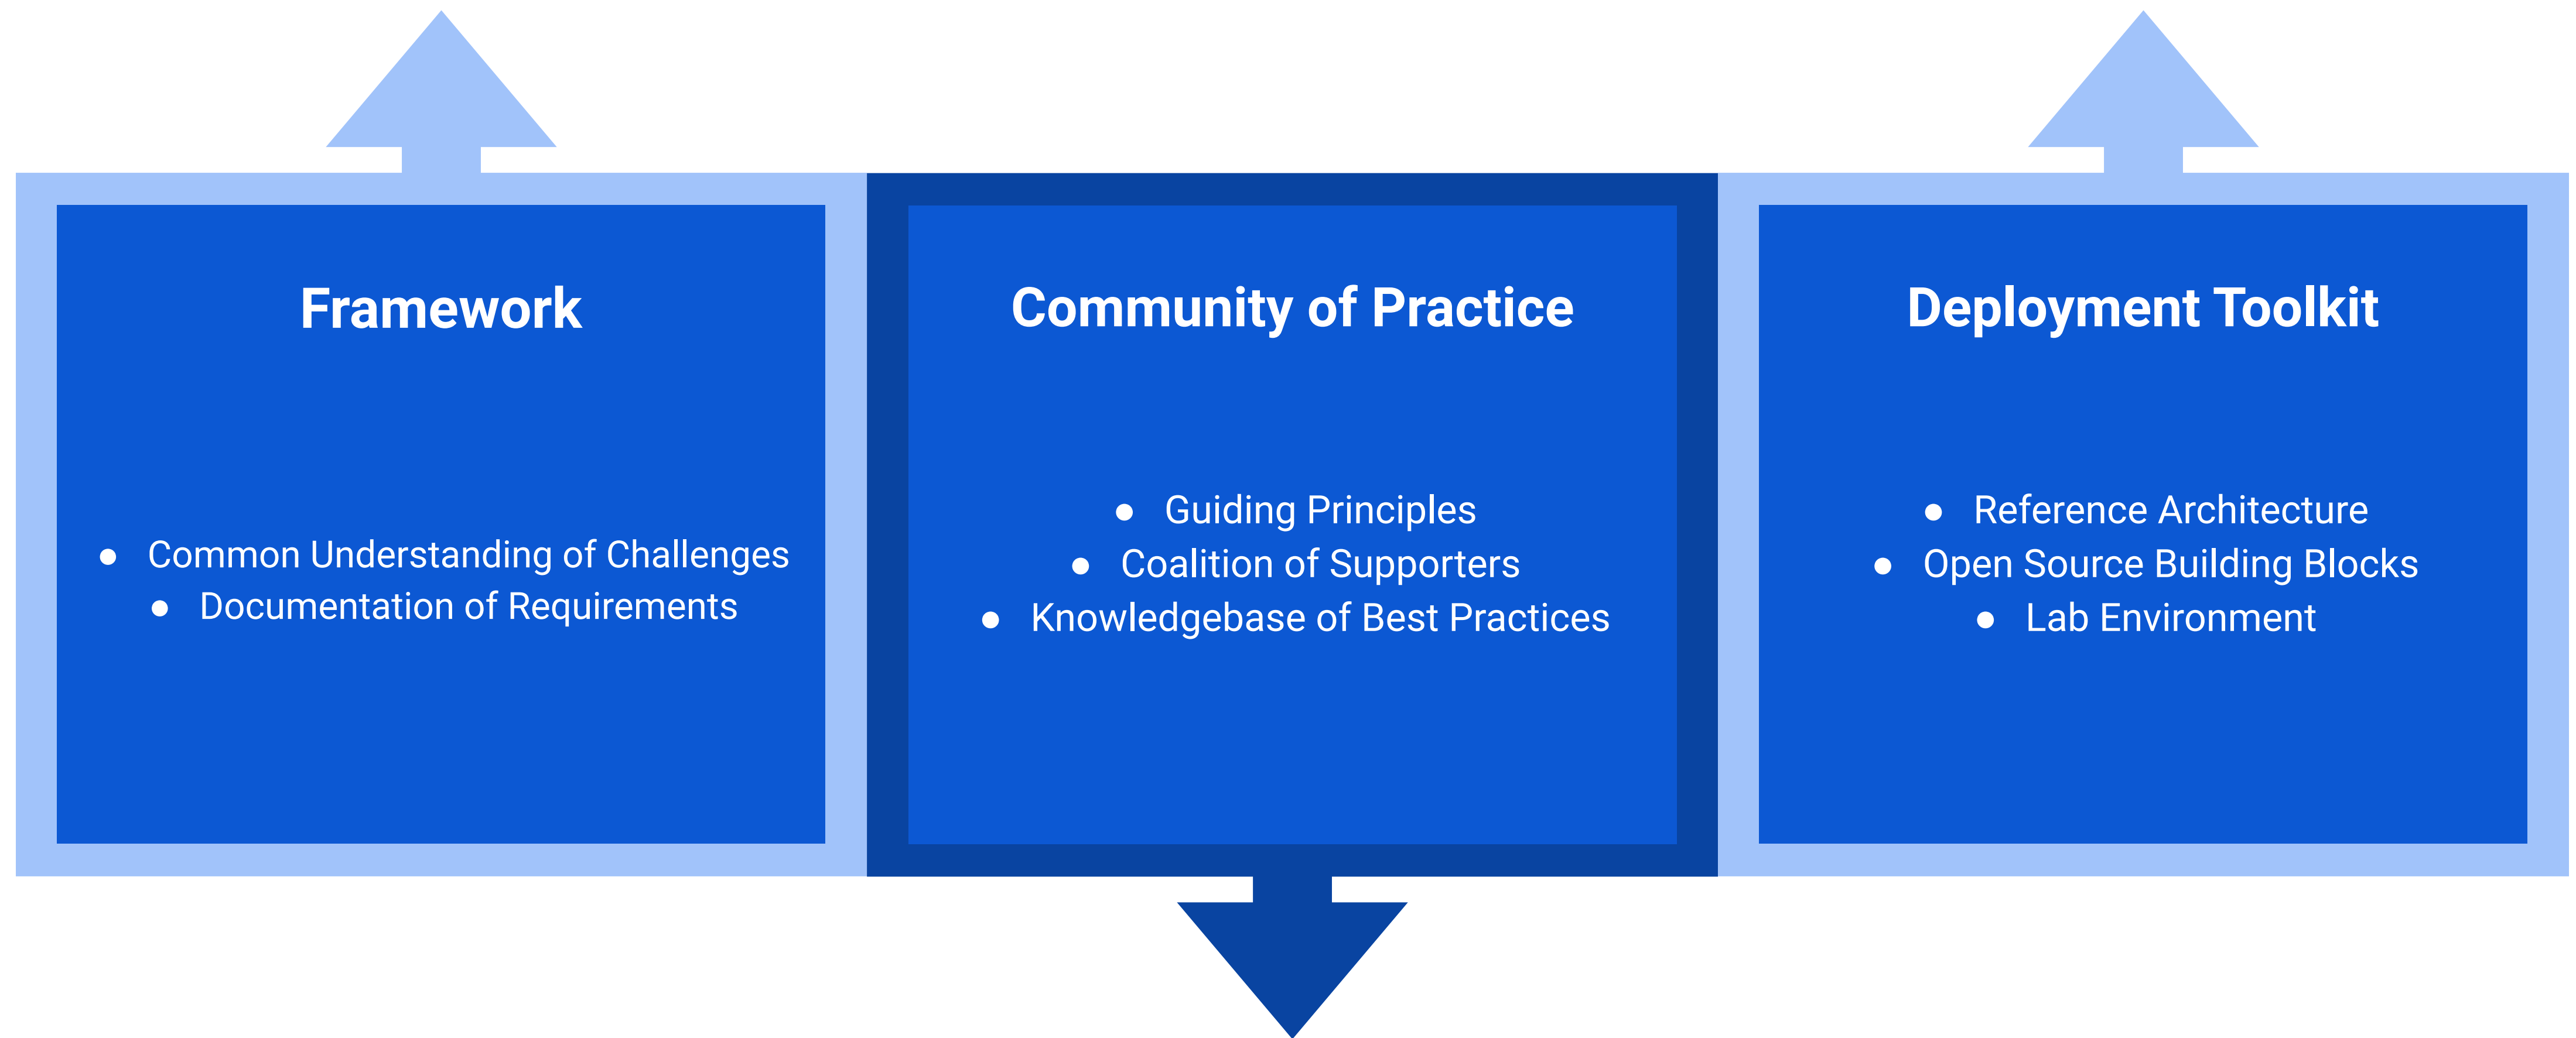 Framework
● Common Understanding of Challenges
● Documentation of Requirements
Community of Practice
● Guiding Principles
● Coalition of Supporters
● Knowledgebase of Best Practices
Deployment Toolkit
● Reference Architecture
● Open Source Building Blocks
● Lab Environment